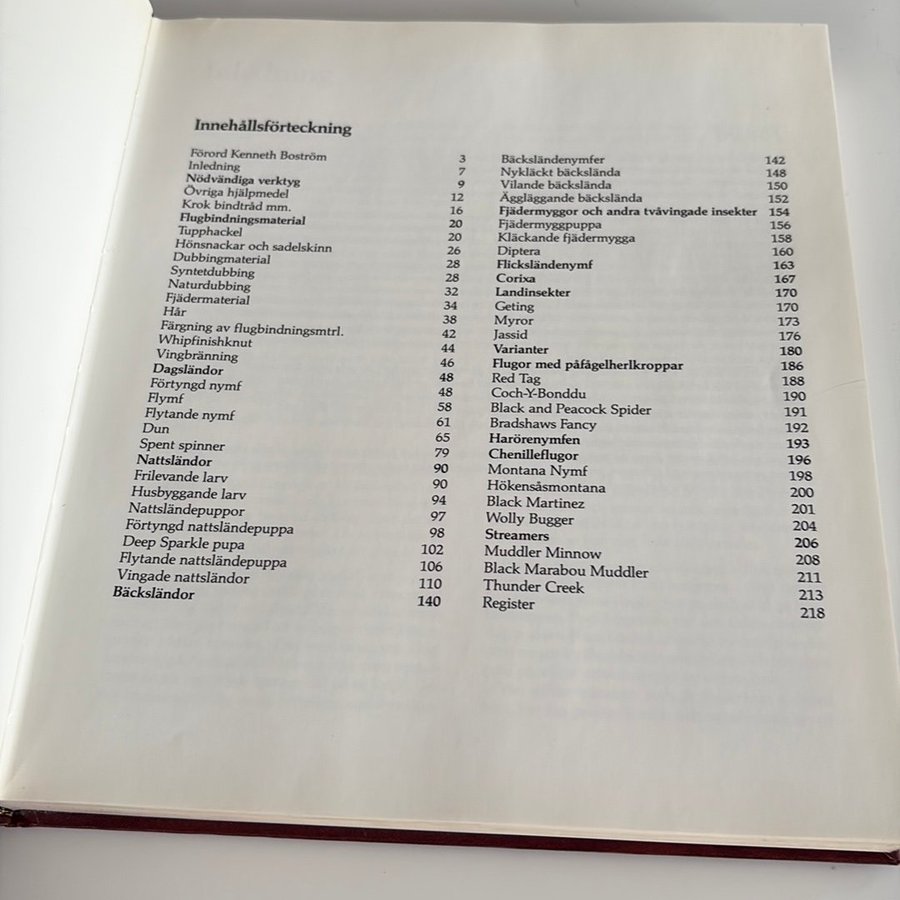 Innehållsförteckning
Förord Kenneth Boström 3
Inledning 7
Nödvändiga verktyg 9
Övriga hjälpmedel 12
Krok bindtråd mm. 16
Flugbindningsmaterial 20
Tupphackel 20
Hönsnackar och sadelskinn 26
Dubbingmaterial 28
Syntetdubbing 28
Naturdubbing 32
Fjädermaterial 34
Hår 38
Färgning av flugbindningsmtrl. 42
Whipfinishknut 44
Vingbränning 46
Dagsländor 48
Förtyngd nymf 48
Flymf 58
Flytande nymf 61
Dun 65
Spent spinner 79
Nattsländor 90
Frilevande larv 90
Husbyggande larv 94
Nattsländepuppor 97
Förtyngd nattsländepuppa 98
Deep Sparkle pupa 102
Flytande nattsländepuppa 106
Vingade nattsländor 110
Bäcksländor 140
Bäcksländenymfer 142
Nykläckt bäckslända 148
Vilande bäckslända 150
Äggläggande bäckslända 152
Fjädermyggor och andra tvåvingade insekter 154
Fjädermyggpuppa 156
Kläckande fjädermygga 158
Diptera 160
Flicksländenymf 163
Corixa 167
Landinsekter 170
Geting 170
Myror 173
Jassid 176
Varianter 180
Flugor med påfågelherlkroppar 186
Red Tag 188
Coch-Y-Bonddu 190
Black and Peacock Spider 191
Bradshaws Fancy 192
Harörenymfen 193
Chenilleflugor 196
Montana Nymf 198
Hökensåsmontana 200
Black Martinez 201
Wolly Bugger 204
Streamers 206
Muddler Minnow 208
Black Marabou Muddler 211
Thunder Creek 213
Register 218